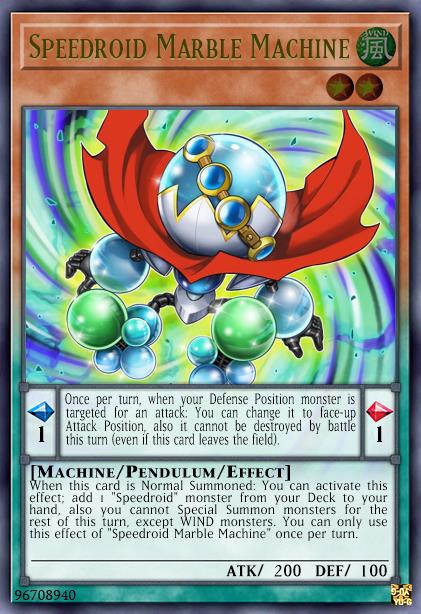 SPEEDROID MARBLE MACHINE
WIND
風
Once per turn, when your Defense Position monster is
targeted for an attack: You can change it to face-up
Attack Position, also it cannot be destroyed by battle
this turn (even if this card leaves the field).
1
1
[MACHINE/PENDULUM/EFFECT]
When this card is Normal Summoned: You can activate this
effect; add 1 "Speedroid" monster from your Deck to your
hand, also you cannot Special Summon monsters for the
rest of this turn, except WIND monsters. You can only use
this effect of "Speedroid Marble Machine" once per turn.
ATK/ 200 DEF/ 100
96708940